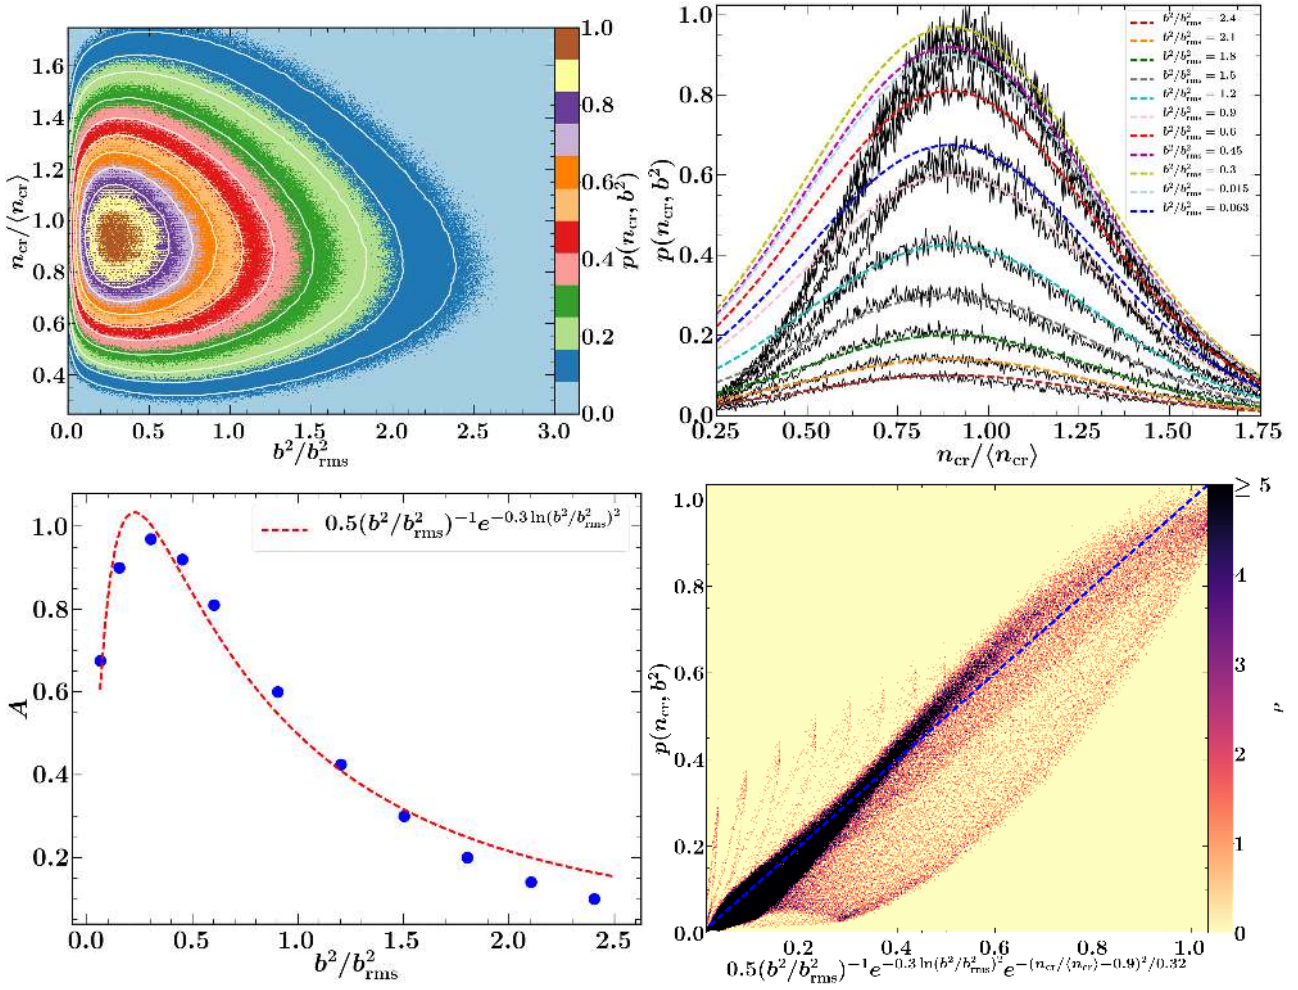 1.6
1.4
1.2
1.0
0.8
0.6
0.4
n_cr/⟨n_cr⟩
0.0 0.5 1.0 1.5 2.0 2.5 3.0
b²/b²_rms
1.0
0.8
0.6
0.4
0.2
0.0
p(n_cr, b²)
1.0
0.8
0.6
0.4
0.2
0.0
p(n_cr, b²)
b²/b²_rms = 2.4
b²/b²_rms = 2.1
b²/b²_rms = 1.8
b²/b²_rms = 1.5
b²/b²_rms = 1.2
b²/b²_rms = 0.9
b²/b²_rms = 0.6
b²/b²_rms = 0.45
b²/b²_rms = 0.3
b²/b²_rms = 0.015
b²/b²_rms = 0.063
0.25 0.50 0.75 1.00 1.25 1.50 1.75
n_cr/⟨n_cr⟩
1.0
0.8
0.6
0.4
0.2
A
0.5(b²/b²_rms)⁻¹e^{-0.3 ln(b²/b²_rms)²}
0.0 0.5 1.0 1.5 2.0 2.5
b²/b²_rms
1.0
0.8
0.6
0.4
0.2
0.0
p(n_cr, b²)
0.2 0.4 0.6 0.8 1.0
0.5(b²/b²_rms)⁻¹e^{-0.3 ln(b²/b²_rms)²}e^{-(n_cr/⟨n_cr⟩-0.9)²/0.32}
≥ 5
4
3
2
1
0